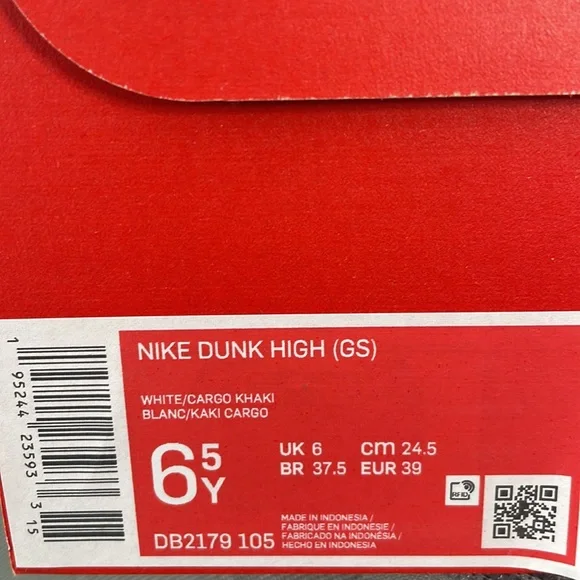 NIKE DUNK HIGH (GS)
WHITE/CARGO KHAKI
BLANC/KAKI CARGO
6 5 Y
UK 6 cm 24.5
BR 37.5 EUR 39
RFID
DB2179 105
MADE IN INDONESIA /
FABRIQUE EN INDONESIE /
FABRICADO NA INDONÉSIA /
HECHO EN INDONESIA
1 95244 23593 3 15